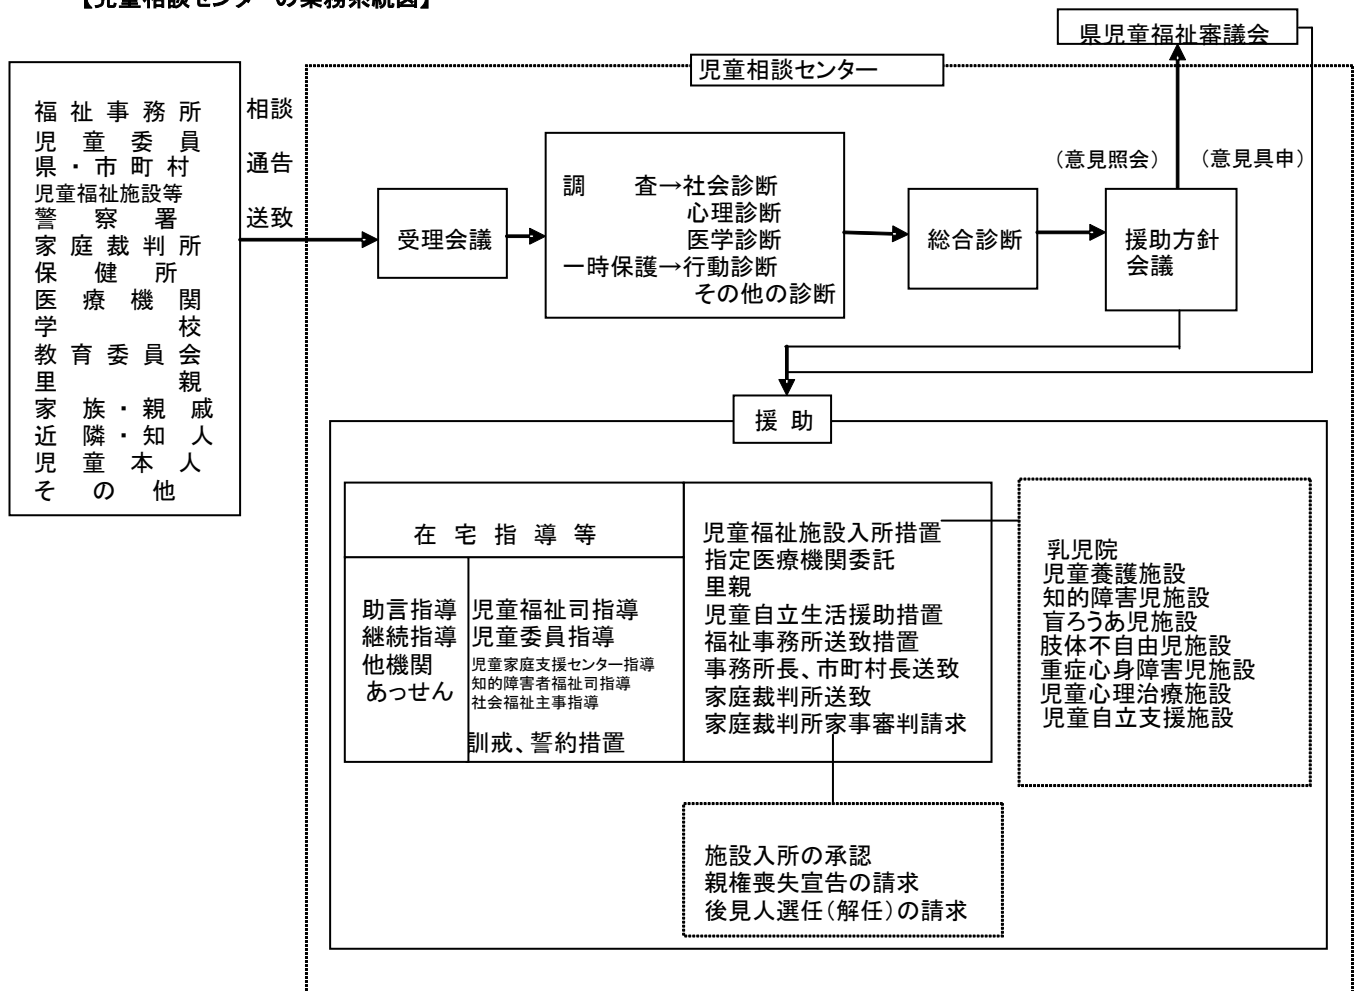 【児童相談センターの業務系統図】
県児童福祉審議会
児童相談センター
福祉事務所
児童委員
県・市町村
児童福祉施設等
警察署
家庭裁判所
保健所
医療機関
学校
教育委員会
里親
家族・親戚
近隣・知人
児童本人
その他
相談
通告
送致
受理会議
調　査→社会診断
心理診断
医学診断
一時保護→行動診断
その他の診断
総合診断
(意見照会)
(意見具申)
援助方針
会議
援助
在宅指導等
助言指導
継続指導
他機関
あっせん
児童福祉司指導
児童委員指導
児童家庭支援センター指導
知的障害者福祉司指導
社会福祉主事指導
訓戒、誓約措置
児童福祉施設入所措置
指定医療機関委託
里親
児童自立生活援助措置
福祉事務所送致措置
事務所長、市町村長送致
家庭裁判所送致
家庭裁判所家事審判請求
乳児院
児童養護施設
知的障害児施設
盲ろうあ児施設
肢体不自由児施設
重症心身障害児施設
児童心理治療施設
児童自立支援施設
施設入所の承認
親権喪失宣告の請求
後見人選任(解任)の請求